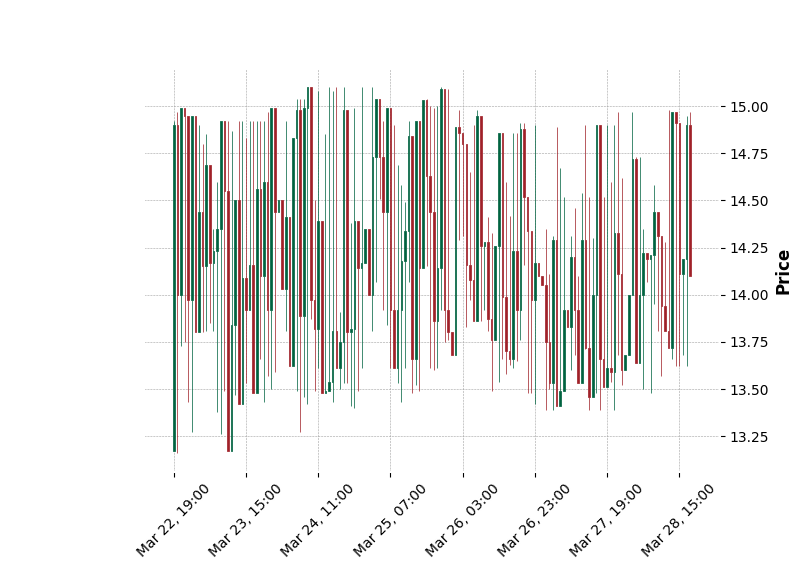 15.00
14.75
14.50
14.25
14.00
13.75
13.50
13.25
Price
Mar 22, 19:00
Mar 23, 15:00
Mar 24, 11:00
Mar 25, 07:00
Mar 26, 03:00
Mar 26, 23:00
Mar 27, 19:00
Mar 28, 15:00